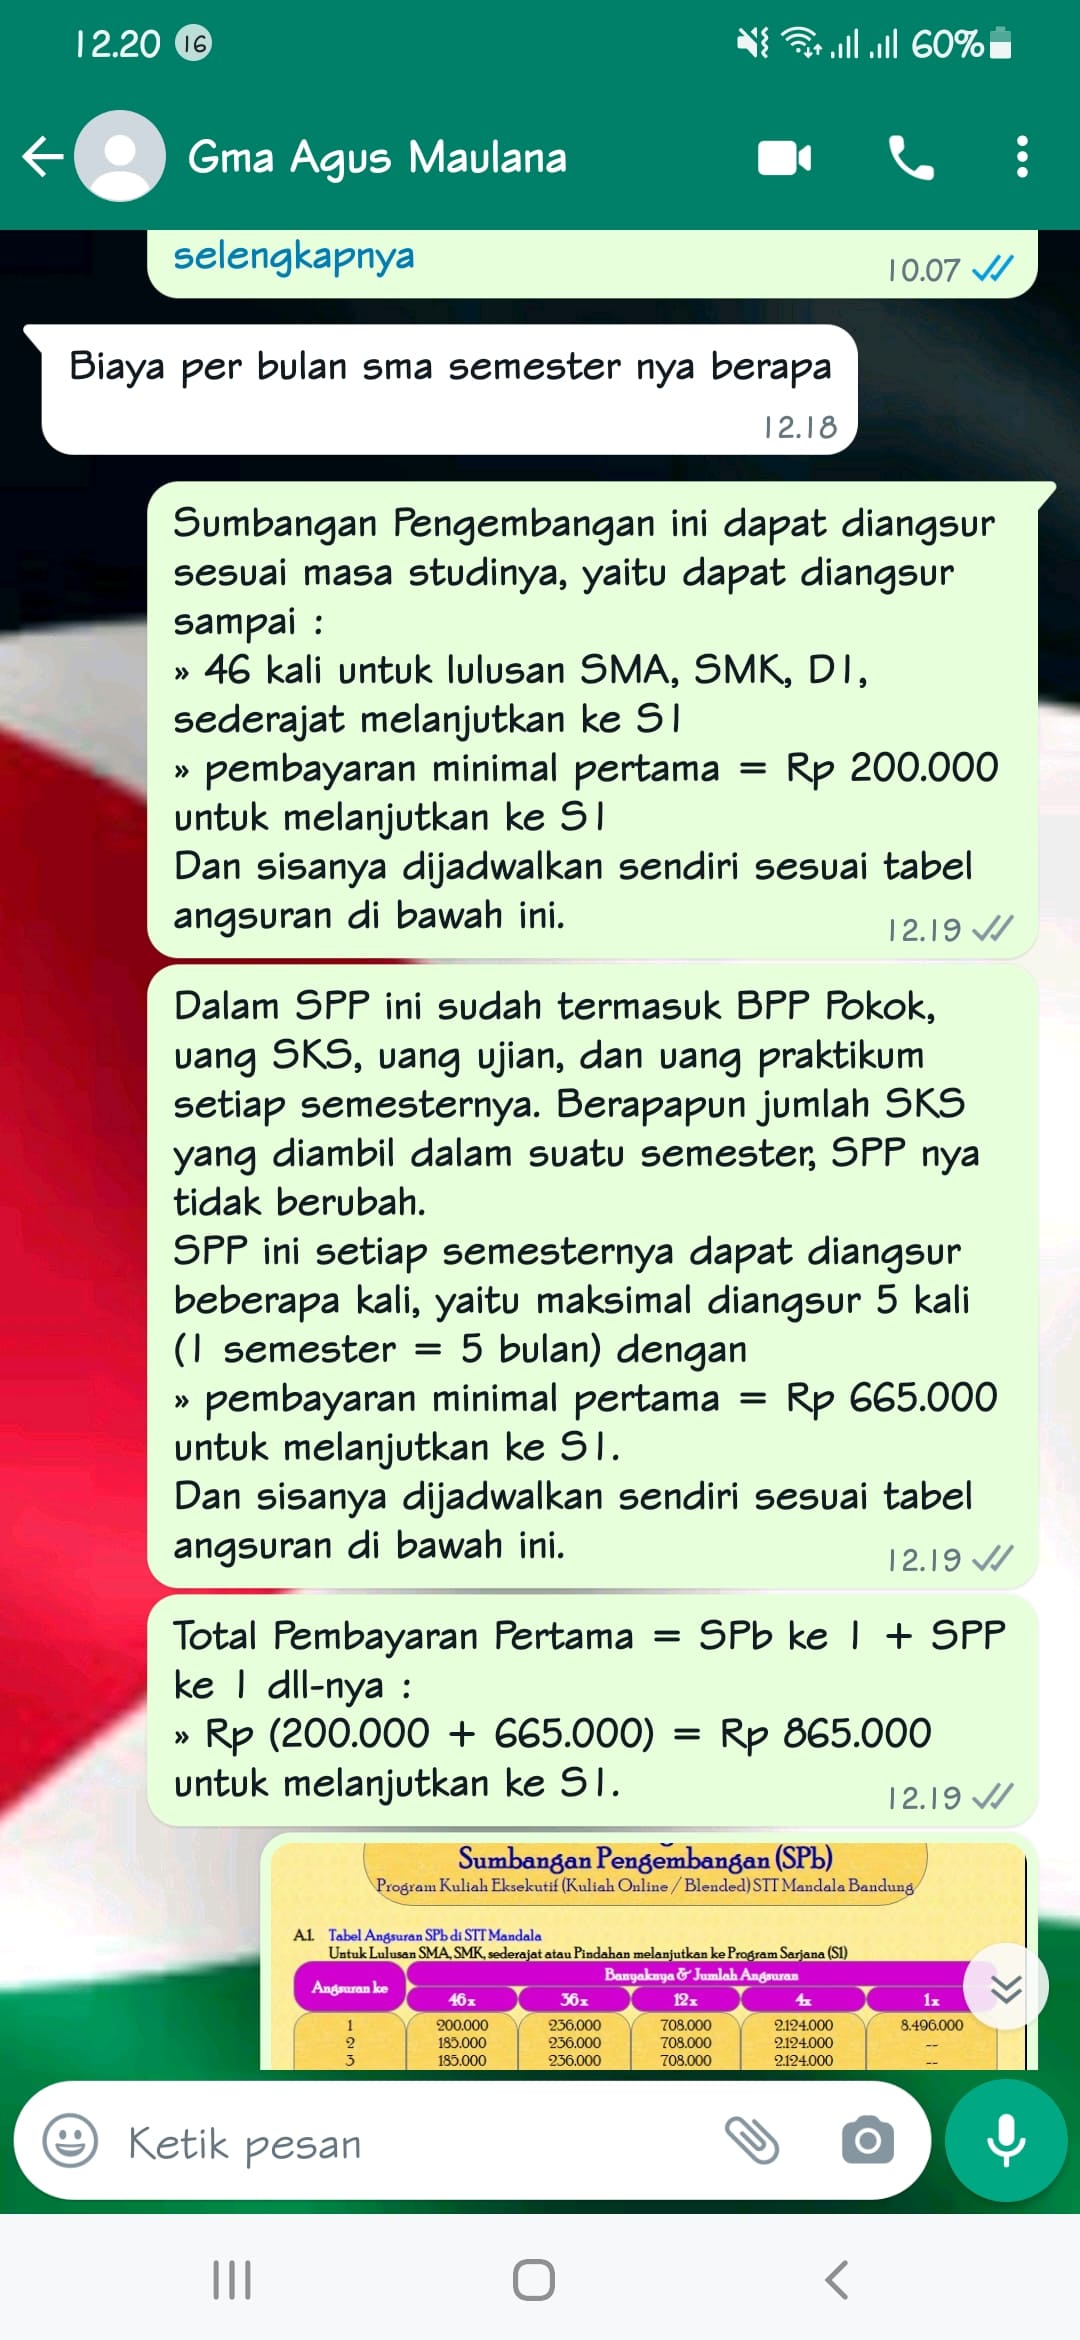 12.20 16 60%
Gma Agus Maulana
selengkapnya
10.07
Biaya per bulan sma semester nya berapa
12.18
Sumbangan Pengembangan ini dapat diangsur
sesuai masa studinya, yaitu dapat diangsur
sampai :
» 46 kali untuk lulusan SMA, SMK, D1,
sederajat melanjutkan ke S1
» pembayaran minimal pertama = Rp 200.000
untuk melanjutkan ke S1
Dan sisanya dijadwalkan sendiri sesuai tabel
angsuran di bawah ini.
12.19
Dalam SPP ini sudah termasuk BPP Pokok,
uang SKS, uang ujian, dan uang praktikum
setiap semesternya. Berapapun jumlah SKS
yang diambil dalam suatu semester, SPP nya
tidak berubah.
SPP ini setiap semesternya dapat diangsur
beberapa kali, yaitu maksimal diangsur 5 kali
(1 semester = 5 bulan) dengan
» pembayaran minimal pertama = Rp 665.000
untuk melanjutkan ke S1.
Dan sisanya dijadwalkan sendiri sesuai tabel
angsuran di bawah ini.
12.19
Total Pembayaran Pertama = SPb ke 1 + SPP
ke 1 dll-nya :
» Rp (200.000 + 665.000) = Rp 865.000
untuk melanjutkan ke S1.
12.19
Sumbangan Pengembangan (SPb)
Program Kuliah Eksekutif (Kuliah Online / Blended) STT Mandala Bandung
A.1. Tabel Angsuran SPb di STT Mandala
Untuk Lulusan SMA, SMK, sederajat atau Pindahan melanjutkan ke Program Sarjana (S1)
Angsuran ke Banyaknya & Jumlah Angsuran
46x 36x 12x 4x 1x
1 200.000 236.000 708.000 2.124.000 8.496.000
2 185.000 236.000 708.000 2.124.000 --
3 185.000 236.000 708.000 2.124.000 --
Ketik pesan